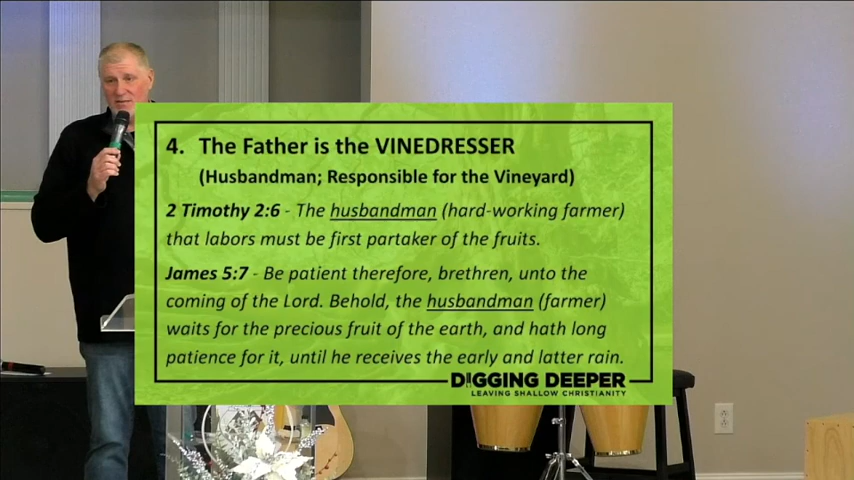 4. The Father is the VINEDRESSER
(Husbandman; Responsible for the Vineyard)
2 Timothy 2:6 - The husbandman (hard-working farmer)
that labors must be first partaker of the fruits.
James 5:7 - Be patient therefore, brethren, unto the
coming of the Lord. Behold, the husbandman (farmer)
waits for the precious fruit of the earth, and hath long
patience for it, until he receives the early and latter rain.
DIGGING DEEPER
LEAVING SHALLOW CHRISTIANITY